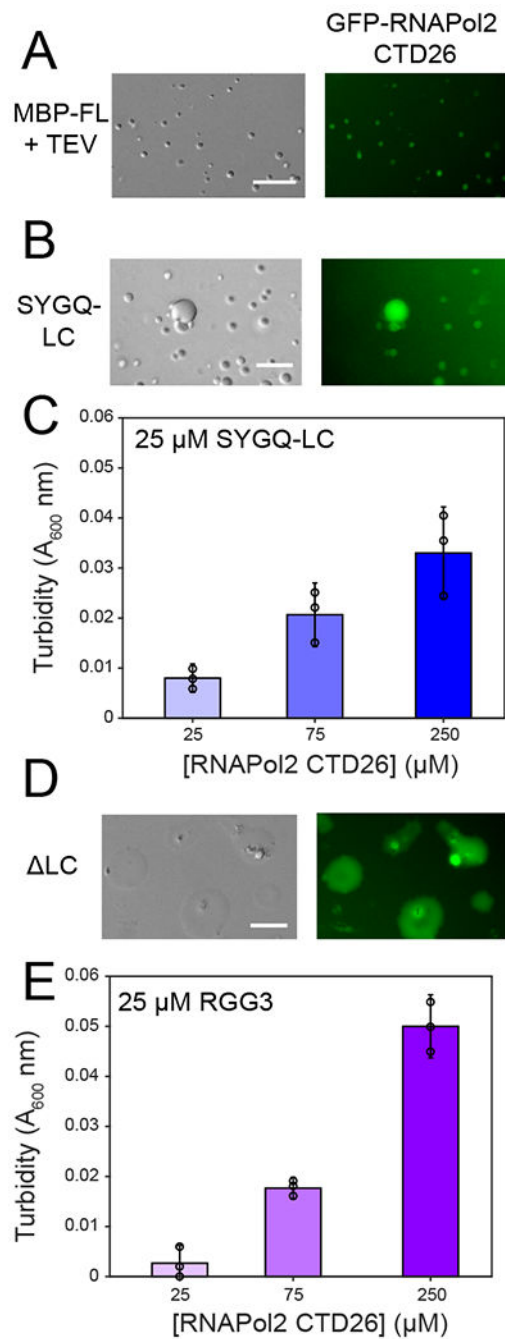 A
GFP-RNAPol2
CTD26
MBP-FL
+ TEV
B
SYGQ-
LC
C
25 µM SYGQ-LC
Turbidity (A600 nm)
0.06
0.05
0.04
0.03
0.02
0.01
0
25 75 250
[RNAPol2 CTD26] (µM)
D
ΔLC
E
25 µM RGG3
Turbidity (A600 nm)
0.06
0.05
0.04
0.03
0.02
0.01
0
25 75 250
[RNAPol2 CTD26] (µM)